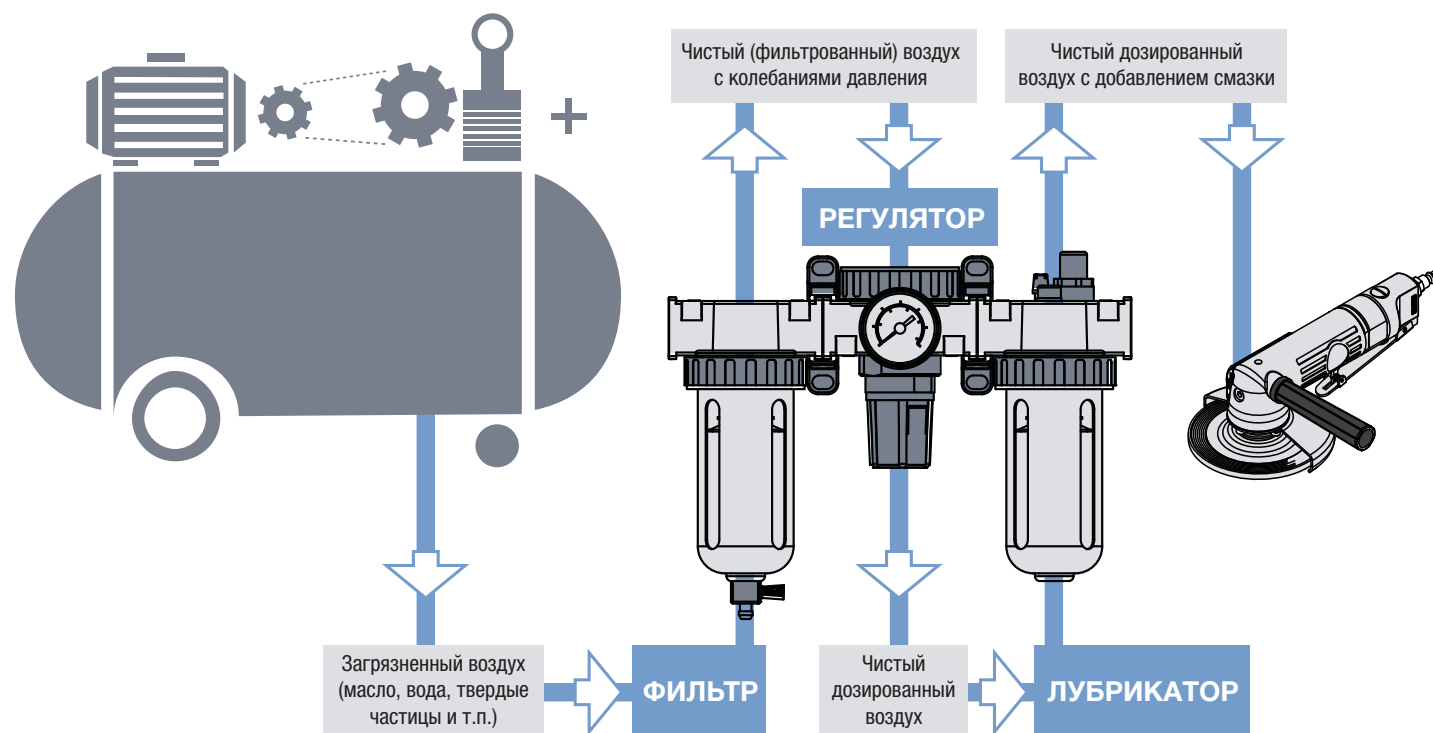 Чистый (фильтрованный) воздух
с колебаниями давления
Чистый дозированный
воздух с добавлением смазки
РЕГУЛЯТОР
Загрязненный воздух
(масло, вода, твердые
частицы и т.п.)
ФИЛЬТР
Чистый
дозированный
воздух
ЛУБРИКАТОР